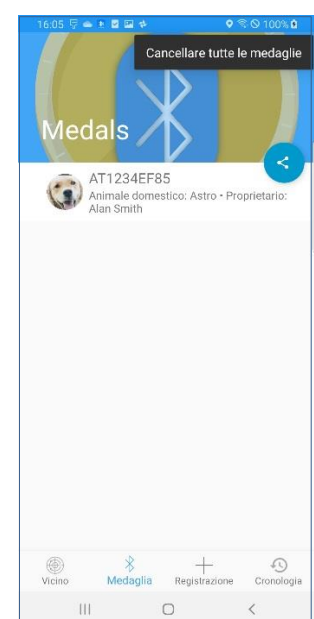 16:05
100%
Cancellare tutte le medaglie
Medals
AT1234EF85
Animale domestico: Astro • Proprietario:
Alan Smith
Vicino Medaglia Registrazione Cronologia